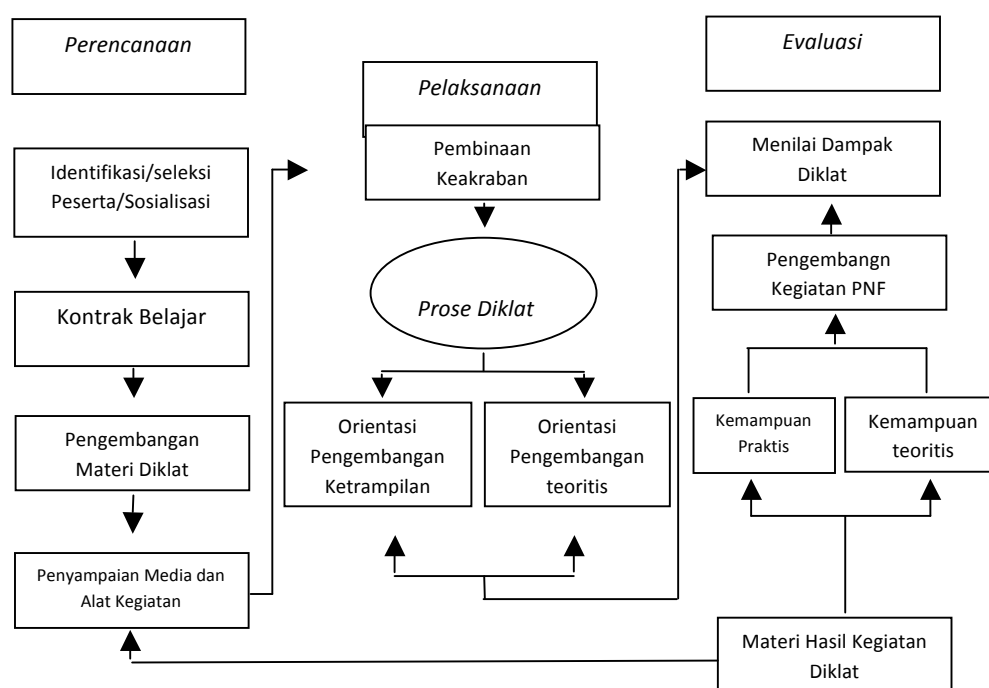 Perencanaan
Identifikasi/seleksi
Peserta/Sosialisasi
Kontrak Belajar
Pengembangan
Materi Diklat
Penyampaian Media dan
Alat Kegiatan
Pelaksanaan
Pembinaan
Keakraban
Prose Diklat
Orientasi
Pengembangan
Ketrampilan
Orientasi
Pengembangan
teoritis
Evaluasi
Menilai Dampak
Diklat
Pengembangn
Kegiatan PNF
Kemampuan
Praktis
Kemampuan
teoritis
Materi Hasil Kegiatan
Diklat